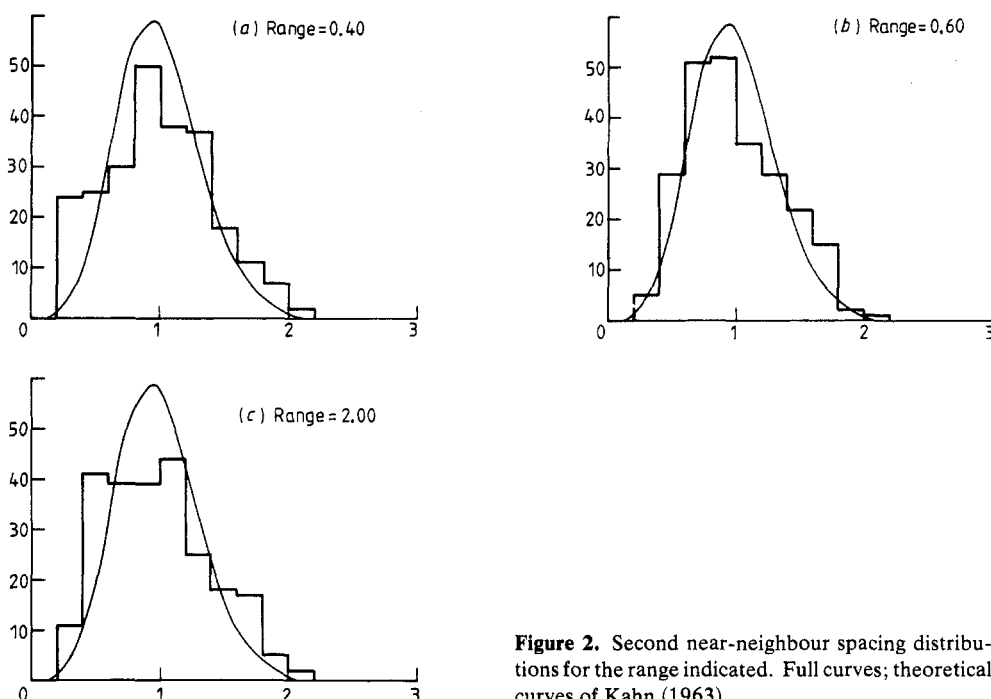 (a) Range=0.40
50
40
30
20
10
0 1 2 3
(b) Range=0.60
50
40
30
20
10
0 1 2 3
(c) Range=2.00
50
40
30
20
10
0 1 2 3
Figure 2. Second near-neighbour spacing distribu-
tions for the range indicated. Full curves; theoretical
curves of Kahn (1963).